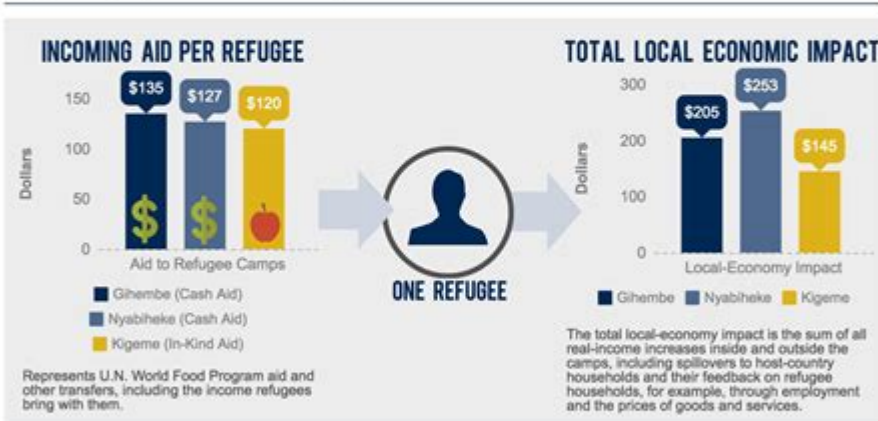 INCOMING AID PER REFUGEE
150
100
50
0
Dollars
$135
$127
$120
$
$
Aid to Refugee Camps
Gihembe (Cash Aid)
Nyabiheke (Cash Aid)
Kigeme (In-Kind Aid)
Represents U.N. World Food Program aid and
other transfers, including the income refugees
bring with them.
ONE REFUGEE
TOTAL LOCAL ECONOMIC IMPACT
300
200
100
0
Dollars
$205
$253
$145
Local-Economy Impact
Gihembe
Nyabiheke
Kigeme
The total local-economy impact is the sum of all
real-income increases inside and outside the
camps, including spillovers to host-country
households and their feedback on refugee
households, for example, through employment
and the prices of goods and services.